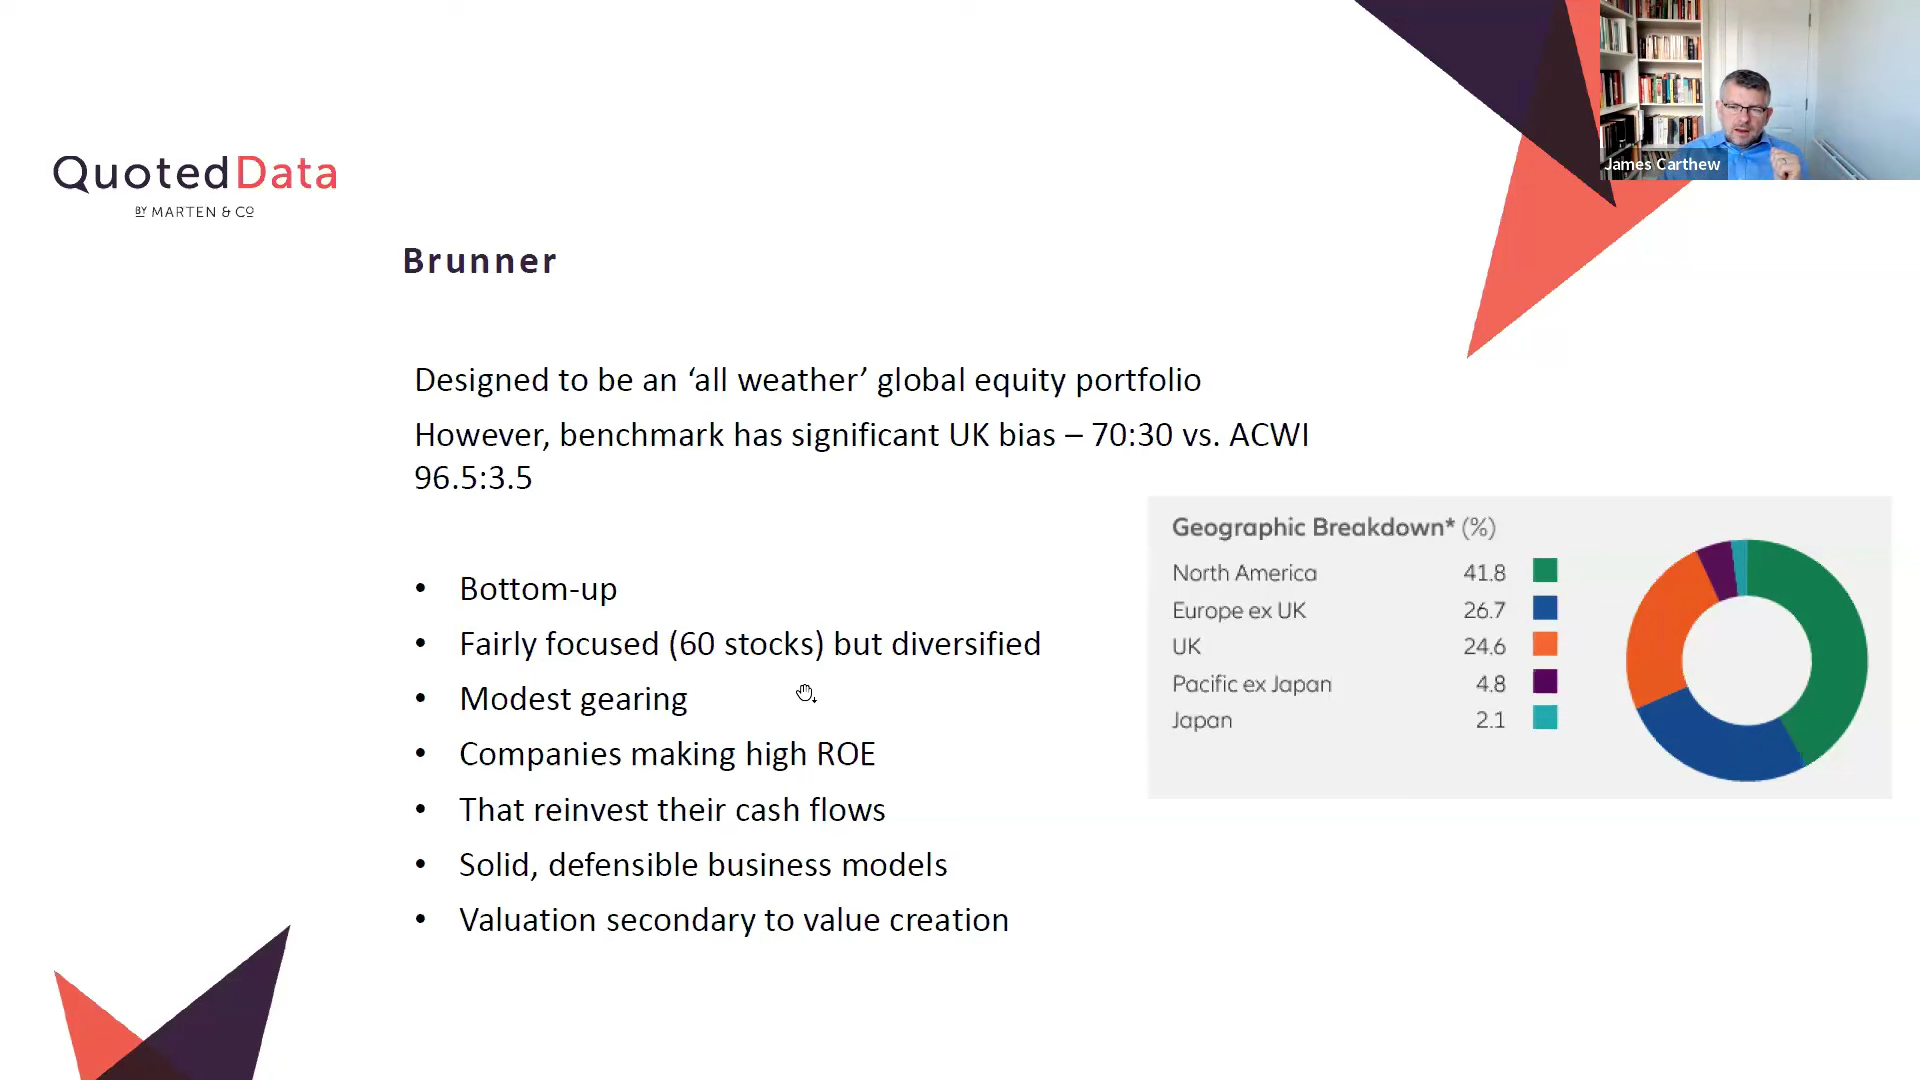 James Carthew
QuotedData
BY MARTEN & CO
Brunner
Designed to be an ‘all weather’ global equity portfolio
However, benchmark has significant UK bias – 70:30 vs. ACWI
96.5:3.5
• Bottom-up
• Fairly focused (60 stocks) but diversified
• Modest gearing
• Companies making high ROE
• That reinvest their cash flows
• Solid, defensible business models
• Valuation secondary to value creation
Geographic Breakdown* (%)
North America 41.8
Europe ex UK 26.7
UK 24.6
Pacific ex Japan 4.8
Japan 2.1